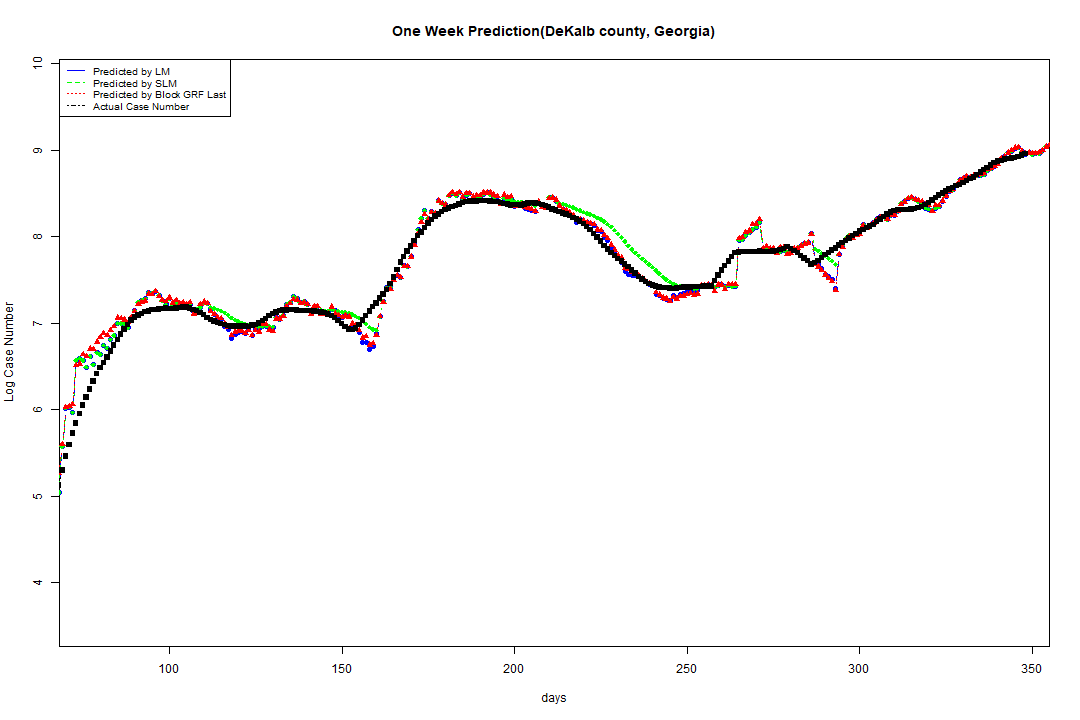 One Week Prediction(DeKalb county, Georgia)
Predicted by LM
Predicted by SLM
Predicted by Block GRF Last
Actual Case Number
10
9
8
7
6
5
4
Log Case Number
100 150 200 250 300 350
days